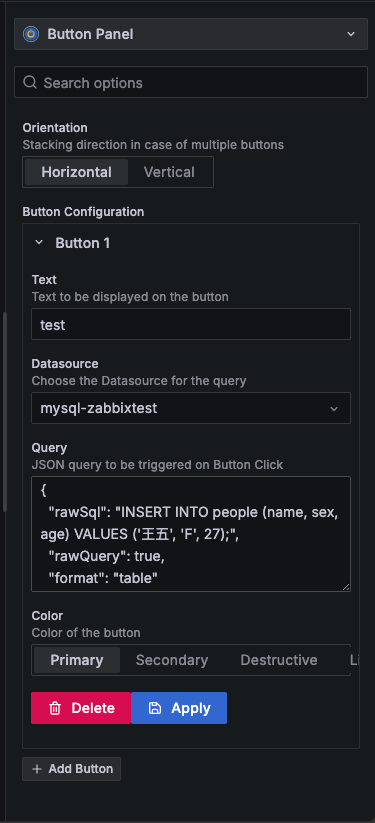 Button Panel
Search options
Orientation
Stacking direction in case of multiple buttons
Horizontal Vertical
Button Configuration
Button 1
Text
Text to be displayed on the button
test
Datasource
Choose the Datasource for the query
mysql-zabbixtest
Query
JSON query to be triggered on Button Click
{
"rawSql": "INSERT INTO people (name, sex,
age) VALUES ('王五', 'F', 27);",
"rawQuery": true,
"format": "table"
Color
Color of the button
Primary Secondary Destructive
Delete Apply
Add Button